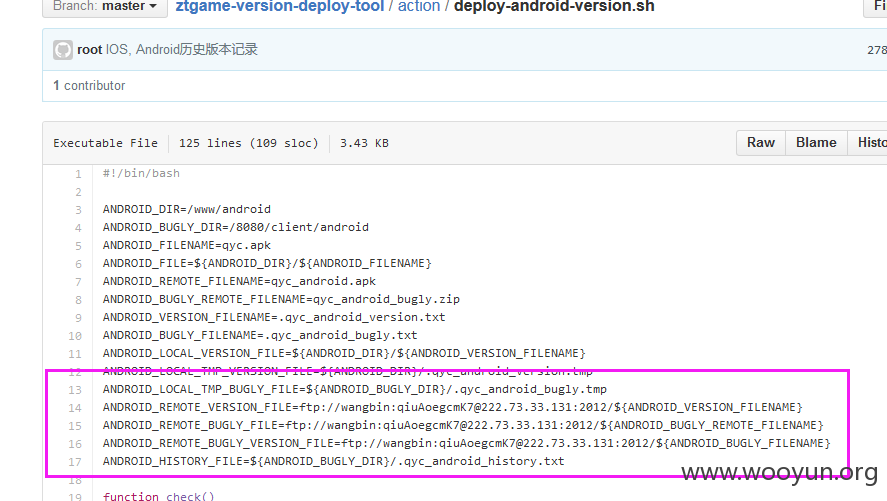 Branch: master ztgame-version-deploy-tool / action / deploy-android-version.sh Fi
root IOS, Android历史版本记录 278
1 contributor
Executable File 125 lines (109 sloc) 3.43 KB Raw Blame Histo
1 #!/bin/bash
2
3 ANDROID_DIR=/www/android
4 ANDROID_BUGLY_DIR=/8080/client/android
5 ANDROID_FILENAME=qyc.apk
6 ANDROID_FILE=${ANDROID_DIR}/${ANDROID_FILENAME}
7 ANDROID_REMOTE_FILENAME=qyc_android.apk
8 ANDROID_BUGLY_REMOTE_FILENAME=qyc_android_bugly.zip
9 ANDROID_VERSION_FILENAME=.qyc_android_version.txt
10 ANDROID_BUGLY_FILENAME=.qyc_android_bugly.txt
11 ANDROID_LOCAL_VERSION_FILE=${ANDROID_DIR}/${ANDROID_VERSION_FILENAME}
12 ANDROID_LOCAL_TMP_VERSION_FILE=${ANDROID_DIR}/.qyc_android_version.tmp
13 ANDROID_LOCAL_TMP_BUGLY_FILE=${ANDROID_BUGLY_DIR}/.qyc_android_bugly.tmp
14 ANDROID_REMOTE_VERSION_FILE=ftp://wangbin:qiuAoegcmK7@222.73.33.131:2012/${ANDROID_VERSION_FILENAME}
15 ANDROID_REMOTE_BUGLY_FILE=ftp://wangbin:qiuAoegcmK7@222.73.33.131:2012/${ANDROID_BUGLY_REMOTE_FILENAME}
16 ANDROID_REMOTE_BUGLY_VERSION_FILE=ftp://wangbin:qiuAoegcmK7@222.73.33.131:2012/${ANDROID_BUGLY_FILENAME}
17 ANDROID_HISTORY_FILE=${ANDROID_BUGLY_DIR}/.qyc_android_history.txt
www.wooyun.org
18
19 function check()